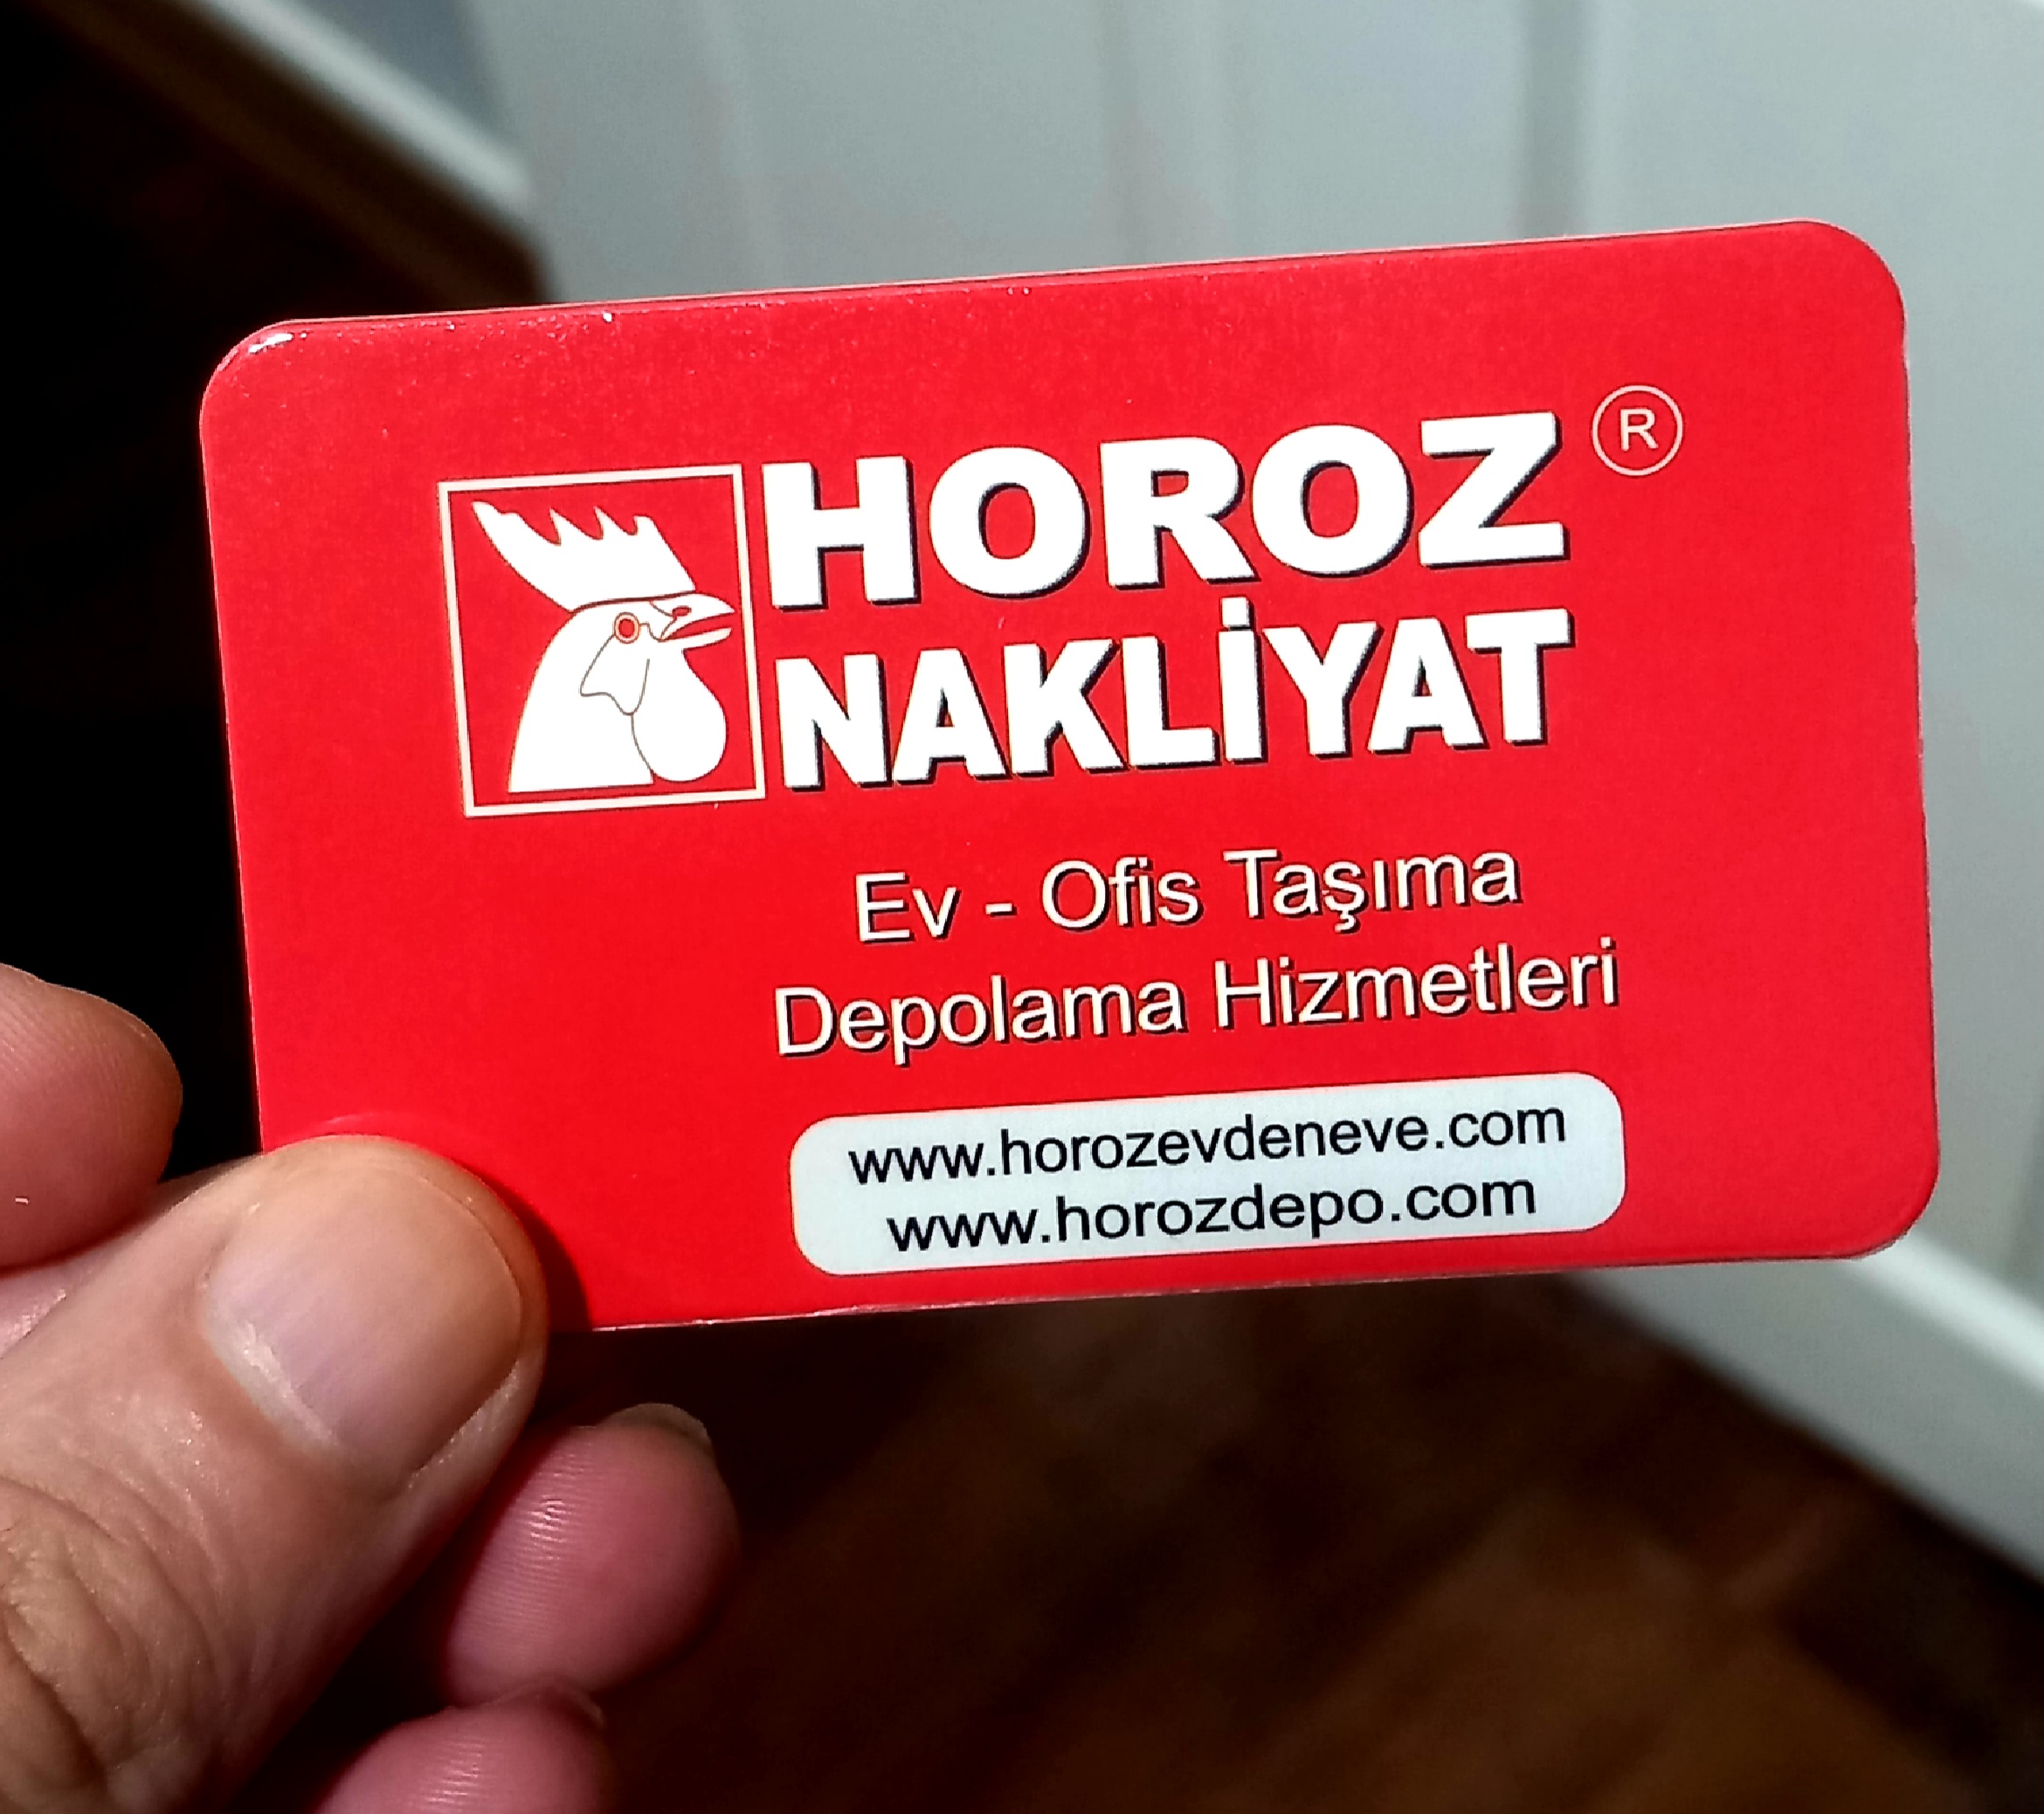 HOROZ ®
NAKLİYAT
Ev - Ofis Taşıma
Depolama Hizmetleri
www.horozevdeneve.com
www.horozdepo.com